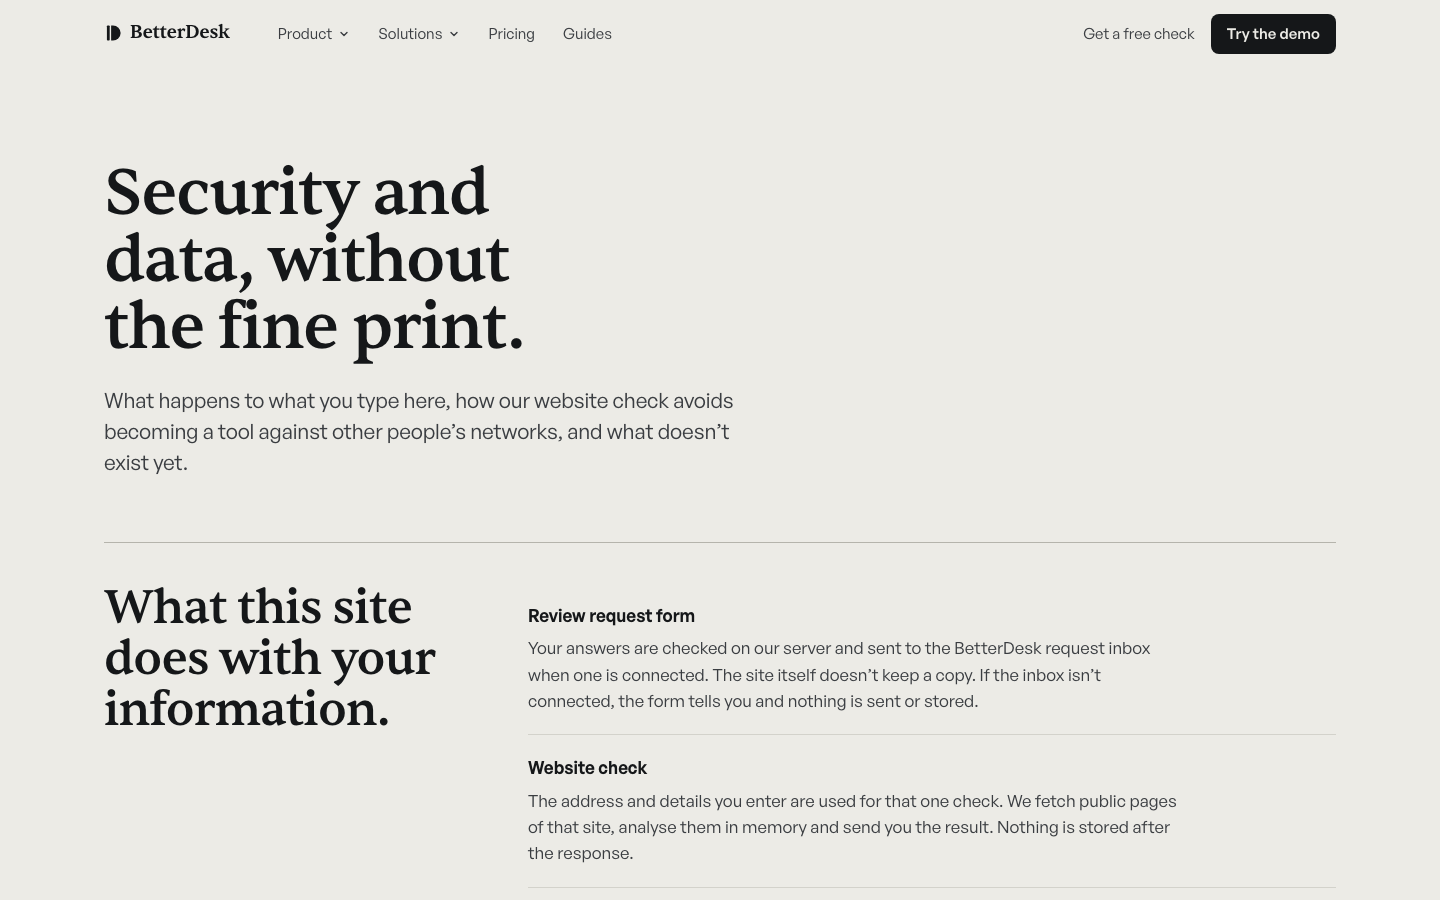 BetterDesk
Product
Solutions
Pricing
Guides
Get a free check
Try the demo
Security and
data, without
the fine print.
What happens to what you type here, how our website check avoids
becoming a tool against other people’s networks, and what doesn’t
exist yet.
What this site
does with your
information.
Review request form
Your answers are checked on our server and sent to the BetterDesk request inbox
when one is connected. The site itself doesn’t keep a copy. If the inbox isn’t
connected, the form tells you and nothing is sent or stored.
Website check
The address and details you enter are used for that one check. We fetch public pages
of that site, analyse them in memory and send you the result. Nothing is stored after
the response.